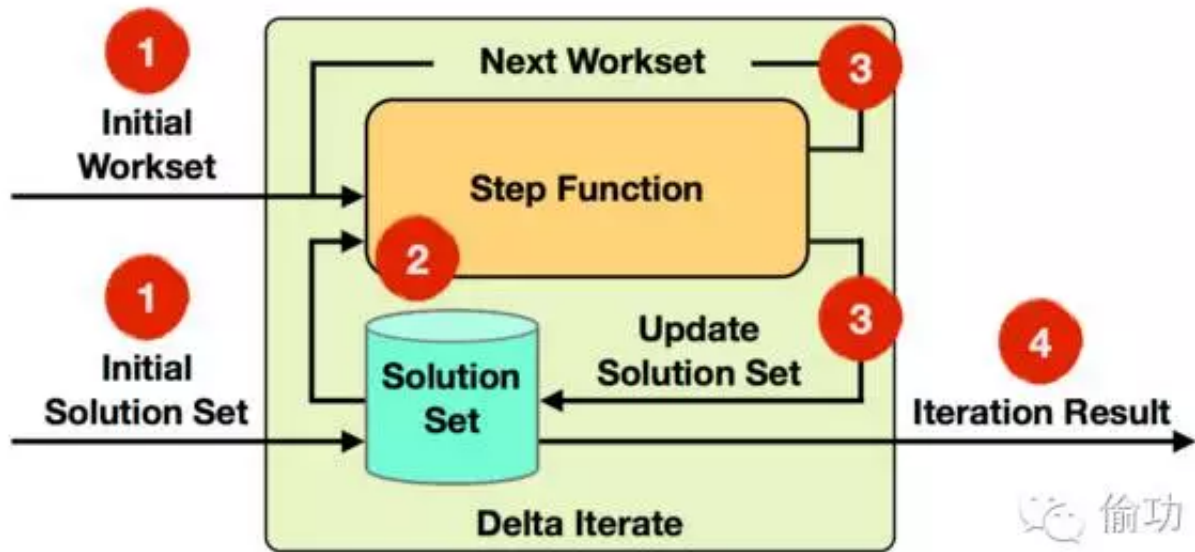 1
Initial
Workset
Next Workset
3
Step Function
2
1
Initial
Solution Set
Solution
Set
Update
Solution Set
3
4
Iteration Result
Delta Iterate
偷功